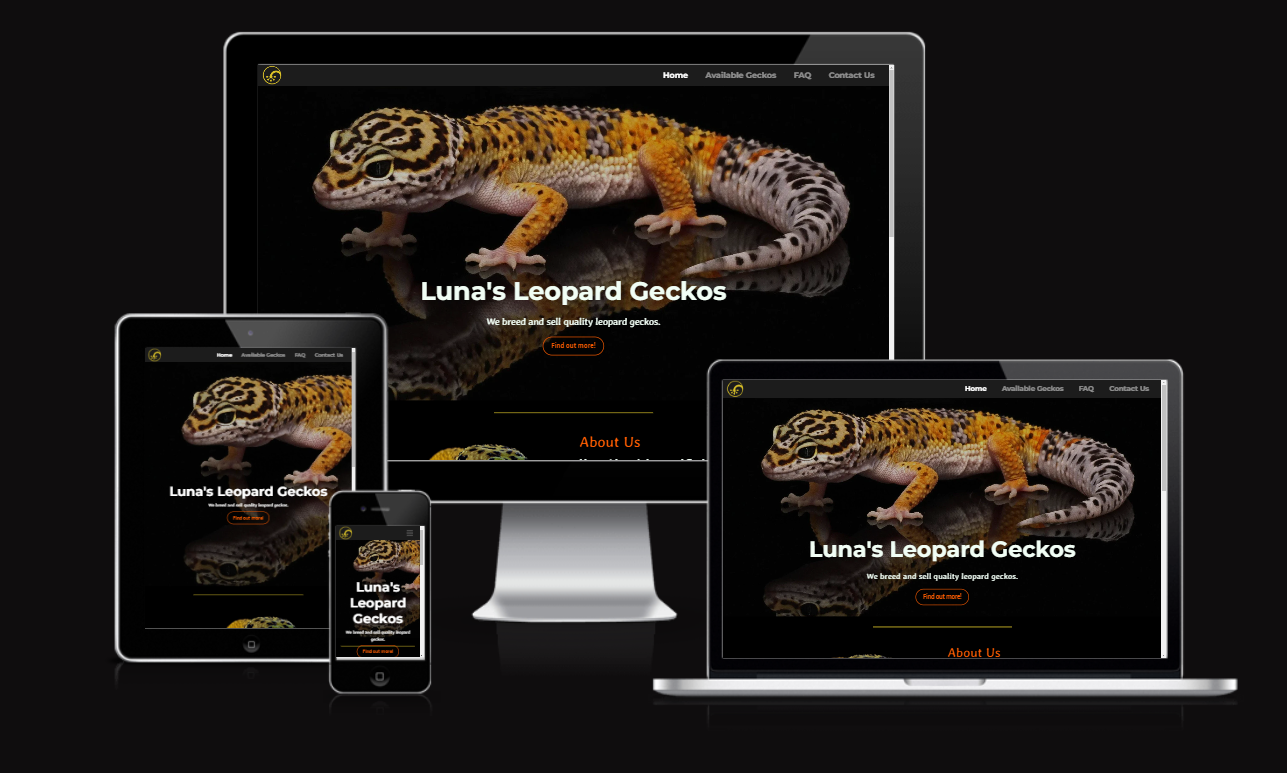 Home Available Geckos FAQ Contact Us
Luna's Leopard Geckos
We breed and sell quality leopard geckos.
Find out more!
About Us
Home Available Geckos FAQ Contact Us
Luna's Leopard Geckos
We breed and sell quality leopard geckos.
Find out more!
Luna's
Leopard
Geckos
We breed and sell quality leopard
geckos.
Find out more!
Home Available Geckos FAQ Contact Us
Luna's Leopard Geckos
We breed and sell quality leopard geckos.
Find out more!
About Us